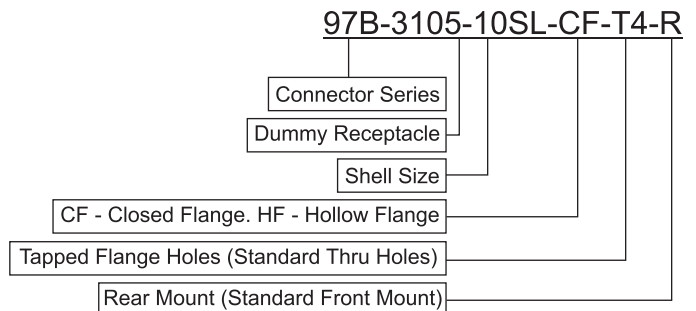 97B-3105-10SL-CF-T4-R
Connector Series
Dummy Receptacle
Shell Size
CF - Closed Flange. HF - Hollow Flange
Tapped Flange Holes (Standard Thru Holes)
Rear Mount (Standard Front Mount)